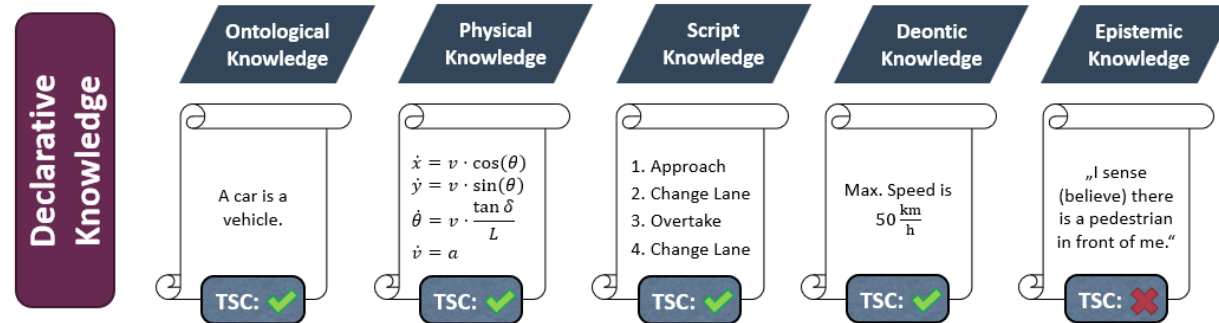 Declarative
Knowledge
Ontological
Knowledge
A car is a
vehicle.
TSC:
Physical
Knowledge
ẋ = v · cos(θ)
ẏ = v · sin(θ)
θ̇ = v · tan δ / L
v̇ = a
TSC:
Script
Knowledge
1. Approach
2. Change Lane
3. Overtake
4. Change Lane
TSC:
Deontic
Knowledge
Max. Speed is
50 km/h
TSC:
Epistemic
Knowledge
„I sense
(believe) there
is a pedestrian
in front of me.“
TSC: